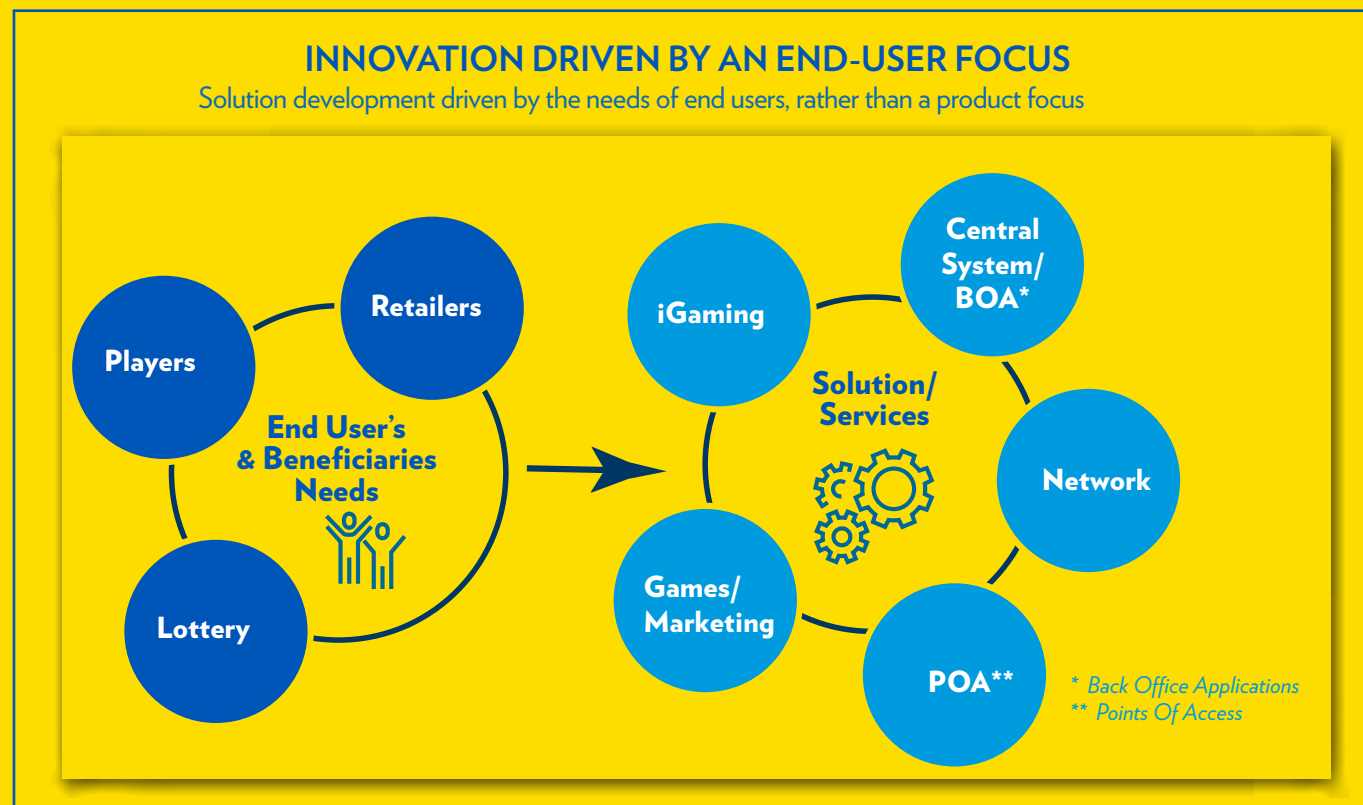 INNOVATION DRIVEN BY AN END-USER FOCUS
Solution development driven by the needs of end users, rather than a product focus
Players
Retailers
Lottery
End User's
& Beneficiaries
Needs
iGaming
Central
System/
BOA*
Network
POA**
Games/
Marketing
Solution/
Services
* Back Office Applications
** Points Of Access